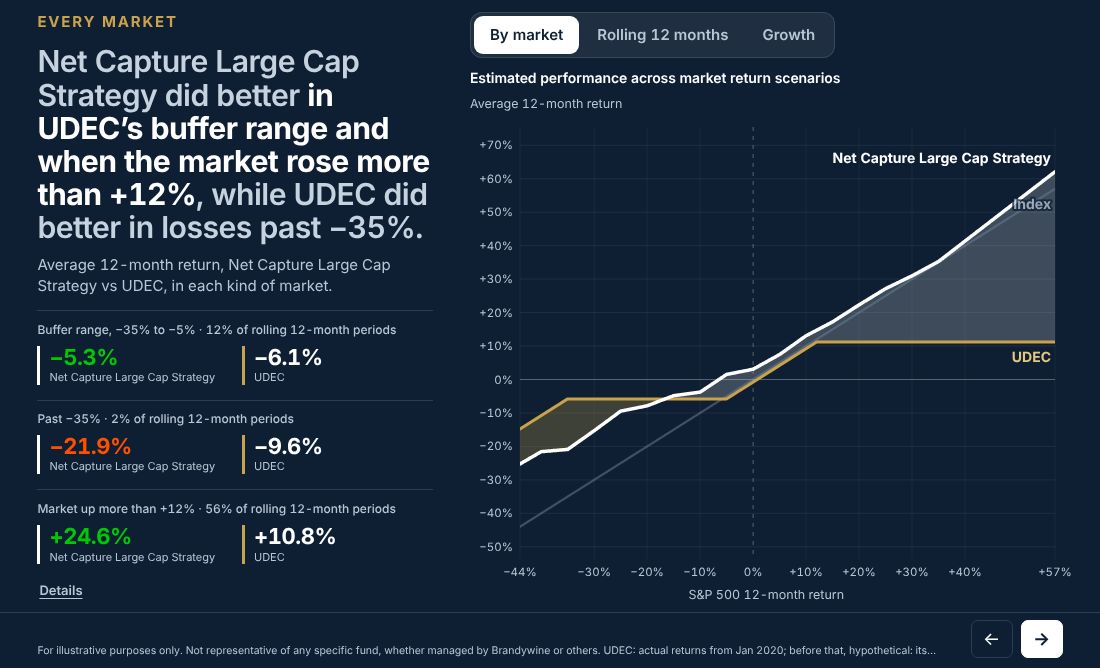 EVERY MARKET
Net Capture Large Cap
Strategy did better in
UDEC’s buffer range and
when the market rose more
than +12%, while UDEC did
better in losses past −35%.
Average 12-month return, Net Capture Large Cap
Strategy vs UDEC, in each kind of market.
Buffer range, −35% to −5% · 12% of rolling 12-month periods
−5.3%
Net Capture Large Cap Strategy
−6.1%
UDEC
Past −35% · 2% of rolling 12-month periods
−21.9%
Net Capture Large Cap Strategy
−9.6%
UDEC
Market up more than +12% · 56% of rolling 12-month periods
+24.6%
Net Capture Large Cap Strategy
+10.8%
UDEC
Details
By market Rolling 12 months Growth
Estimated performance across market return scenarios
Average 12-month return
+70%
+60%
+50%
+40%
+30%
+20%
+10%
0%
−10%
−20%
−30%
−40%
−50%
Net Capture Large Cap Strategy
Index
UDEC
−44% −30% −20% −10% 0% +10% +20% +30% +40% +57%
S&P 500 12-month return
For illustrative purposes only. Not representative of any specific fund, whether managed by Brandywine or others. UDEC: actual returns from Jan 2020; before that, hypothetical: its...